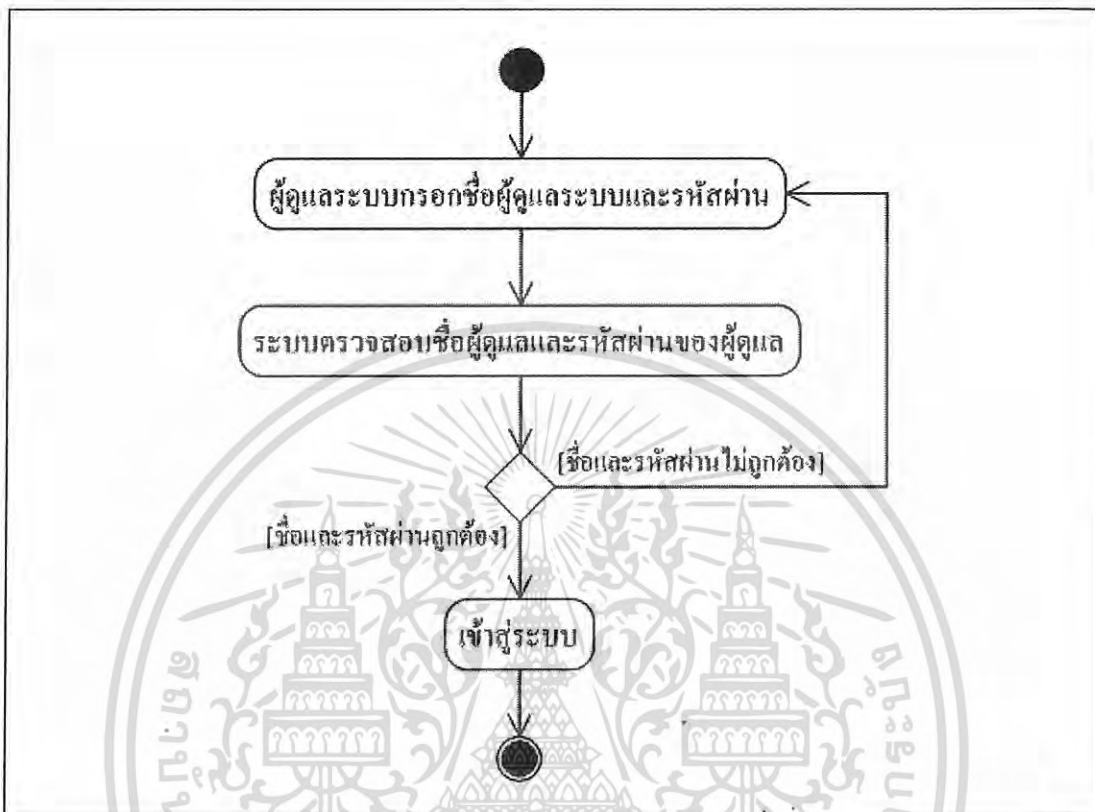 ผู้ดูแลระบบกรอกชื่อผู้ดูแลระบบและรหัสผ่าน
ระบบตรวจสอบชื่อผู้ดูแลและรหัสผ่านของผู้ดูแล
[ชื่อและรหัสผ่านไม่ถูกต้อง]
[ชื่อและรหัสผ่านถูกต้อง]
เข้าสู่ระบบ